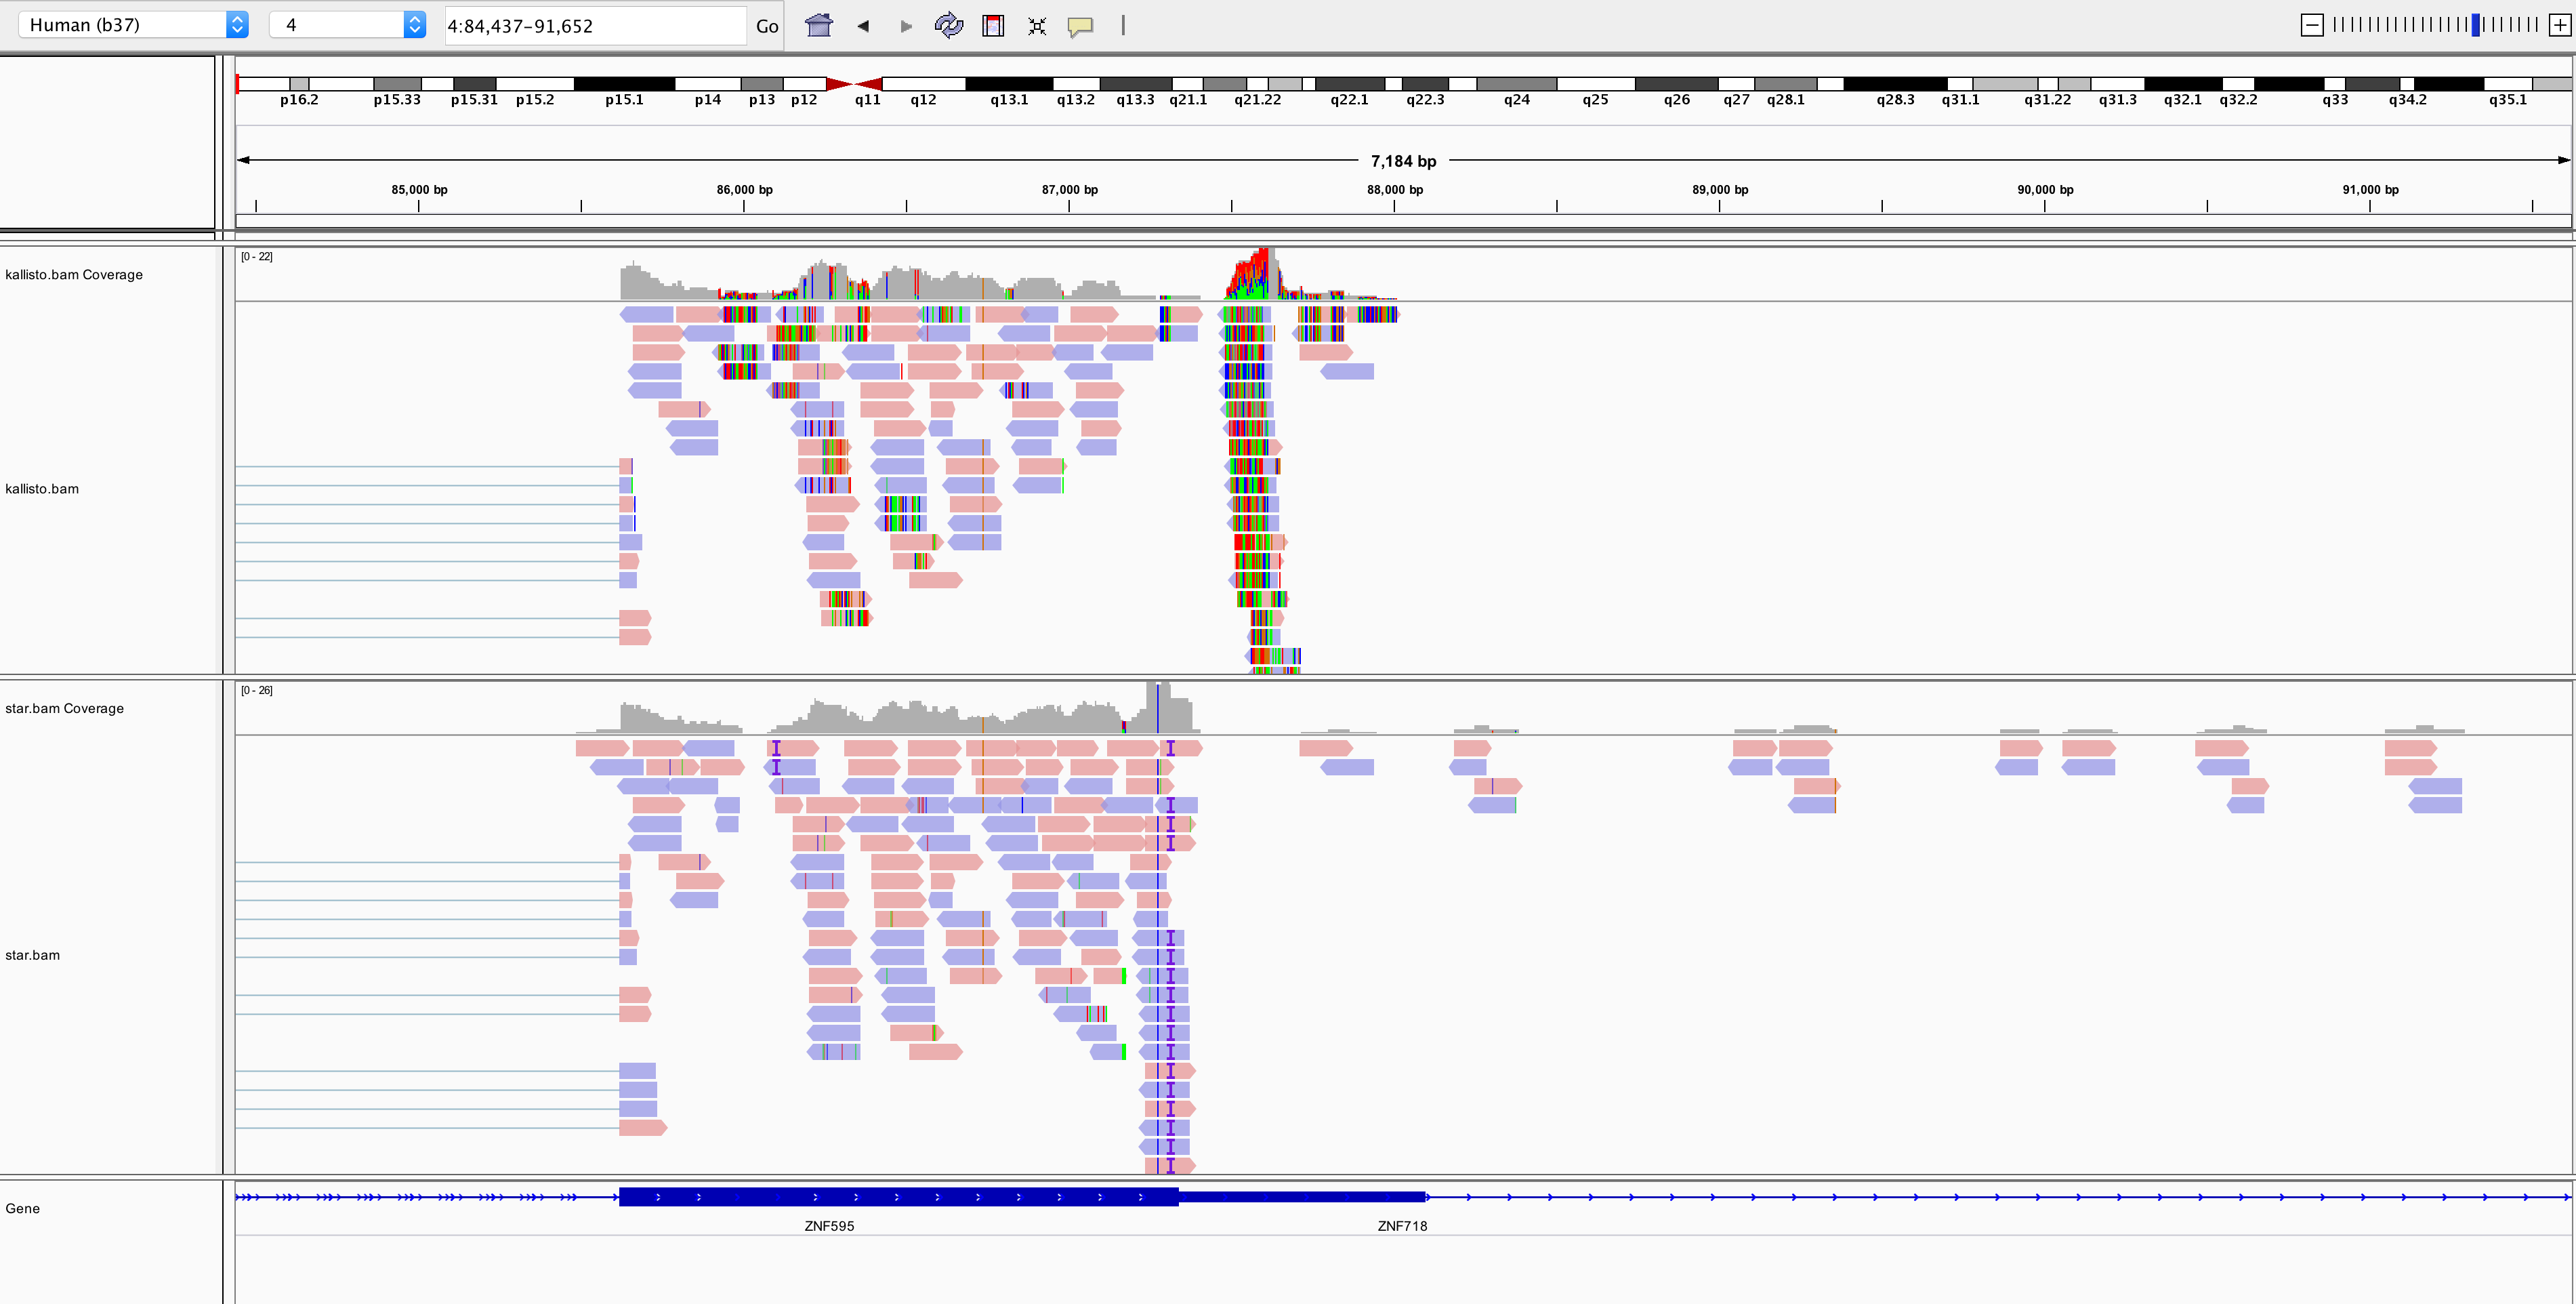 Human (b37) 4 4:84,437-91,652 Go
p16.2 p15.33 p15.31 p15.2 p15.1 p14 p13 p12 q11 q12 q13.1 q13.2 q13.3 q21.1 q21.22 q22.1 q22.3 q24 q25 q26 q27 q28.1 q28.3 q31.1 q31.22 q31.3 q32.1 q32.2 q33 q34.2 q35.1
7,184 bp
85,000 bp 86,000 bp 87,000 bp 88,000 bp 89,000 bp 90,000 bp 91,000 bp
[0 - 22]
kallisto.bam Coverage
kallisto.bam
[0 - 26]
star.bam Coverage
star.bam
Gene
ZNF595 ZNF718